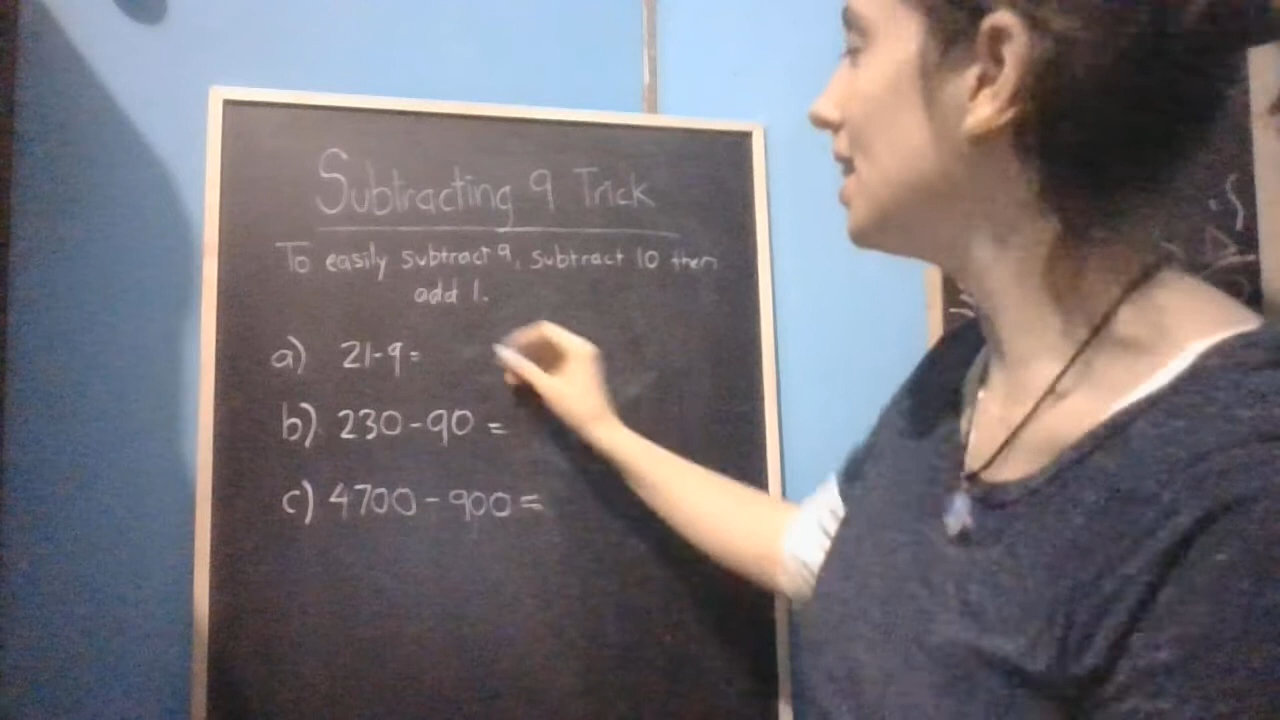 Subtracting 9 Trick
To easily subtract 9, subtract 10 then
add 1.
a) 21-9=
b) 230-90 =
c) 4700-900=